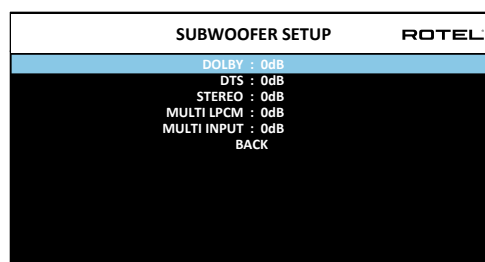 SUBWOOFER SETUP ROTEL
DOLBY : 0dB
DTS : 0dB
STEREO : 0dB
MULTI LPCM : 0dB
MULTI INPUT : 0dB
BACK